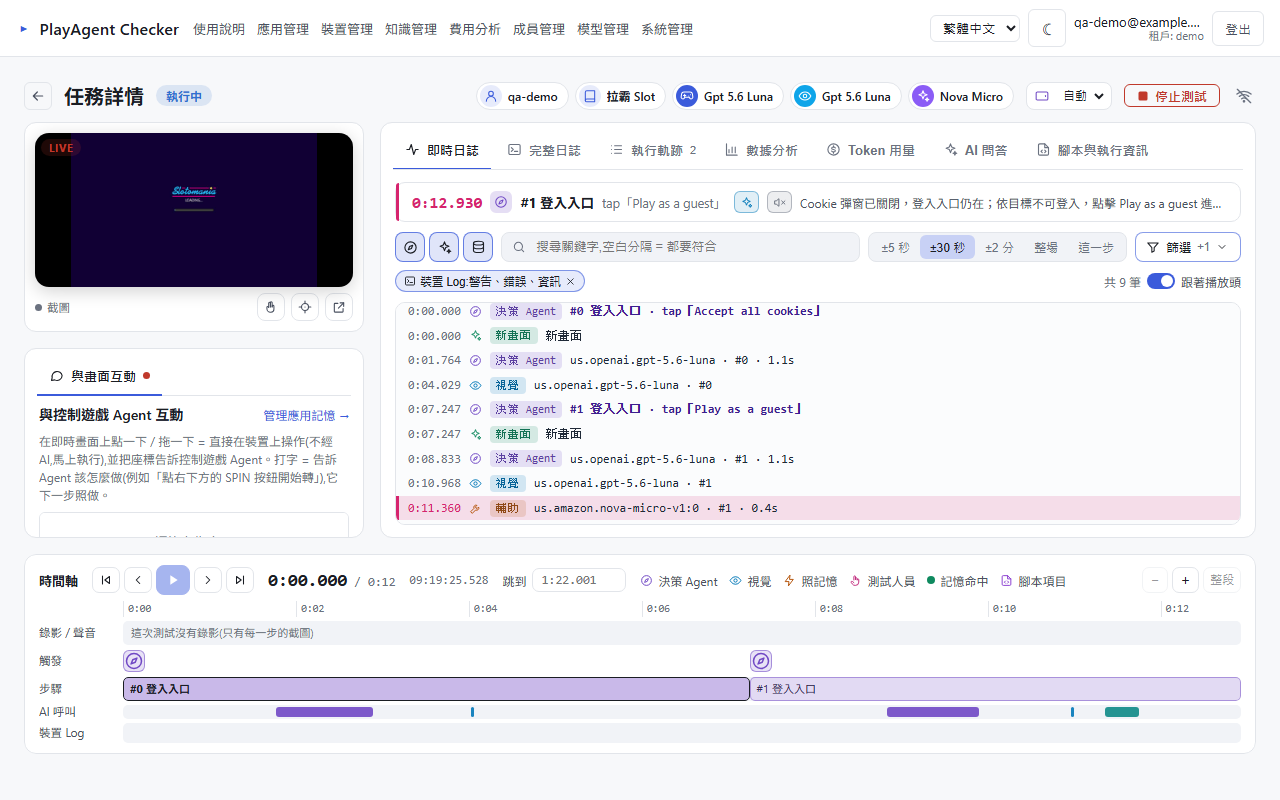 PlayAgent Checker 使用說明 應用管理 裝置管理 知識管理 費用分析 成員管理 模型管理 系統管理 繁體中文 qa-demo@example.... 登出
租戶: demo
任務詳情 執行中 qa-demo 拉霸 Slot Gpt 5.6 Luna Gpt 5.6 Luna Nova Micro 自動 停止測試
LIVE
Slotomania
LOADING...
截圖
與畫面互動
與控制遊戲 Agent 互動 管理應用記憶 →
在即時畫面上點一下 / 拖一下 = 直接在裝置上操作(不經
AI,馬上執行),並把座標告訴控制遊戲 Agent。打字 = 告訴
Agent 該怎麼做(例如「點右下方的 SPIN 按鈕開始轉」),它
下一步照做。
即時日誌 完整日誌 執行軌跡 2 數據分析 Token 用量 AI 問答 腳本與執行資訊
0:12.930 #1 登入入口 tap「Play as a guest」 Cookie 彈窗已關閉，登入入口仍在；依目標不可登入，點擊 Play as a guest 進...
搜尋關鍵字,空白分隔 = 都要符合 ±5 秒 ±30 秒 ±2 分 整場 這一步 篩選 +1
裝置 Log:警告、錯誤、資訊 × 共 9 筆 跟著播放頭
0:00.000 決策 Agent #0 登入入口 · tap「Accept all cookies」
0:00.000 新畫面 新畫面
0:01.764 決策 Agent us.openai.gpt-5.6-luna · #0 · 1.1s
0:04.029 視覺 us.openai.gpt-5.6-luna · #0
0:07.247 決策 Agent #1 登入入口 · tap「Play as a guest」
0:07.247 新畫面 新畫面
0:08.833 決策 Agent us.openai.gpt-5.6-luna · #1 · 1.1s
0:10.968 視覺 us.openai.gpt-5.6-luna · #1
0:11.360 輔助 us.amazon.nova-micro-v1:0 · #1 · 0.4s
時間軸 0:00.000 / 0:12 09:19:25.528 跳到 1:22.001 決策 Agent 視覺 照記憶 測試人員 記憶命中 腳本項目 − + 整段
0:00 0:02 0:04 0:06 0:08 0:10 0:12
錄影 / 聲音 這次測試沒有錄影(只有每一步的截圖)
觸發
步驟 #0 登入入口 #1 登入入口
AI 呼叫
裝置 Log